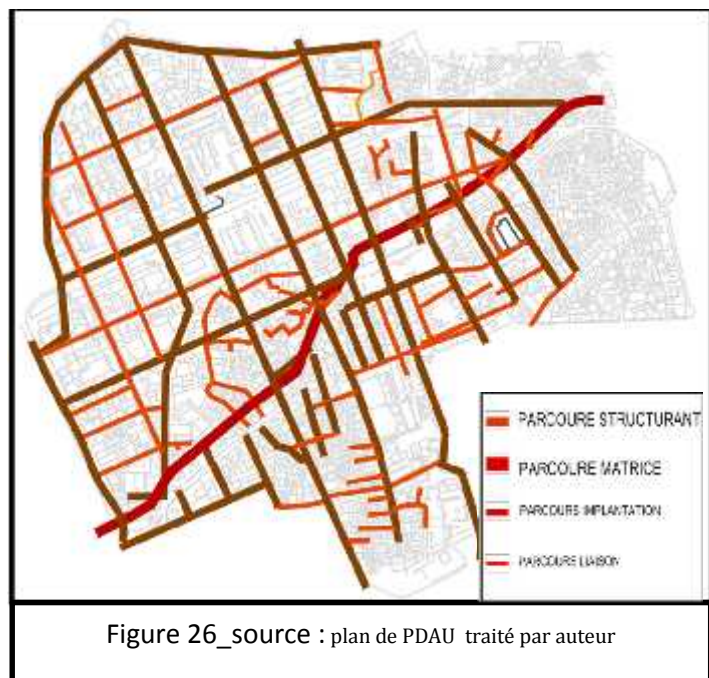 PARCOURE STRUCTURANT
PARCOURE MATRICE
PARCOURS IMPLANTATION
PARCOURE LIAISON
Figure 26_source : plan de PDAU traité par auteur